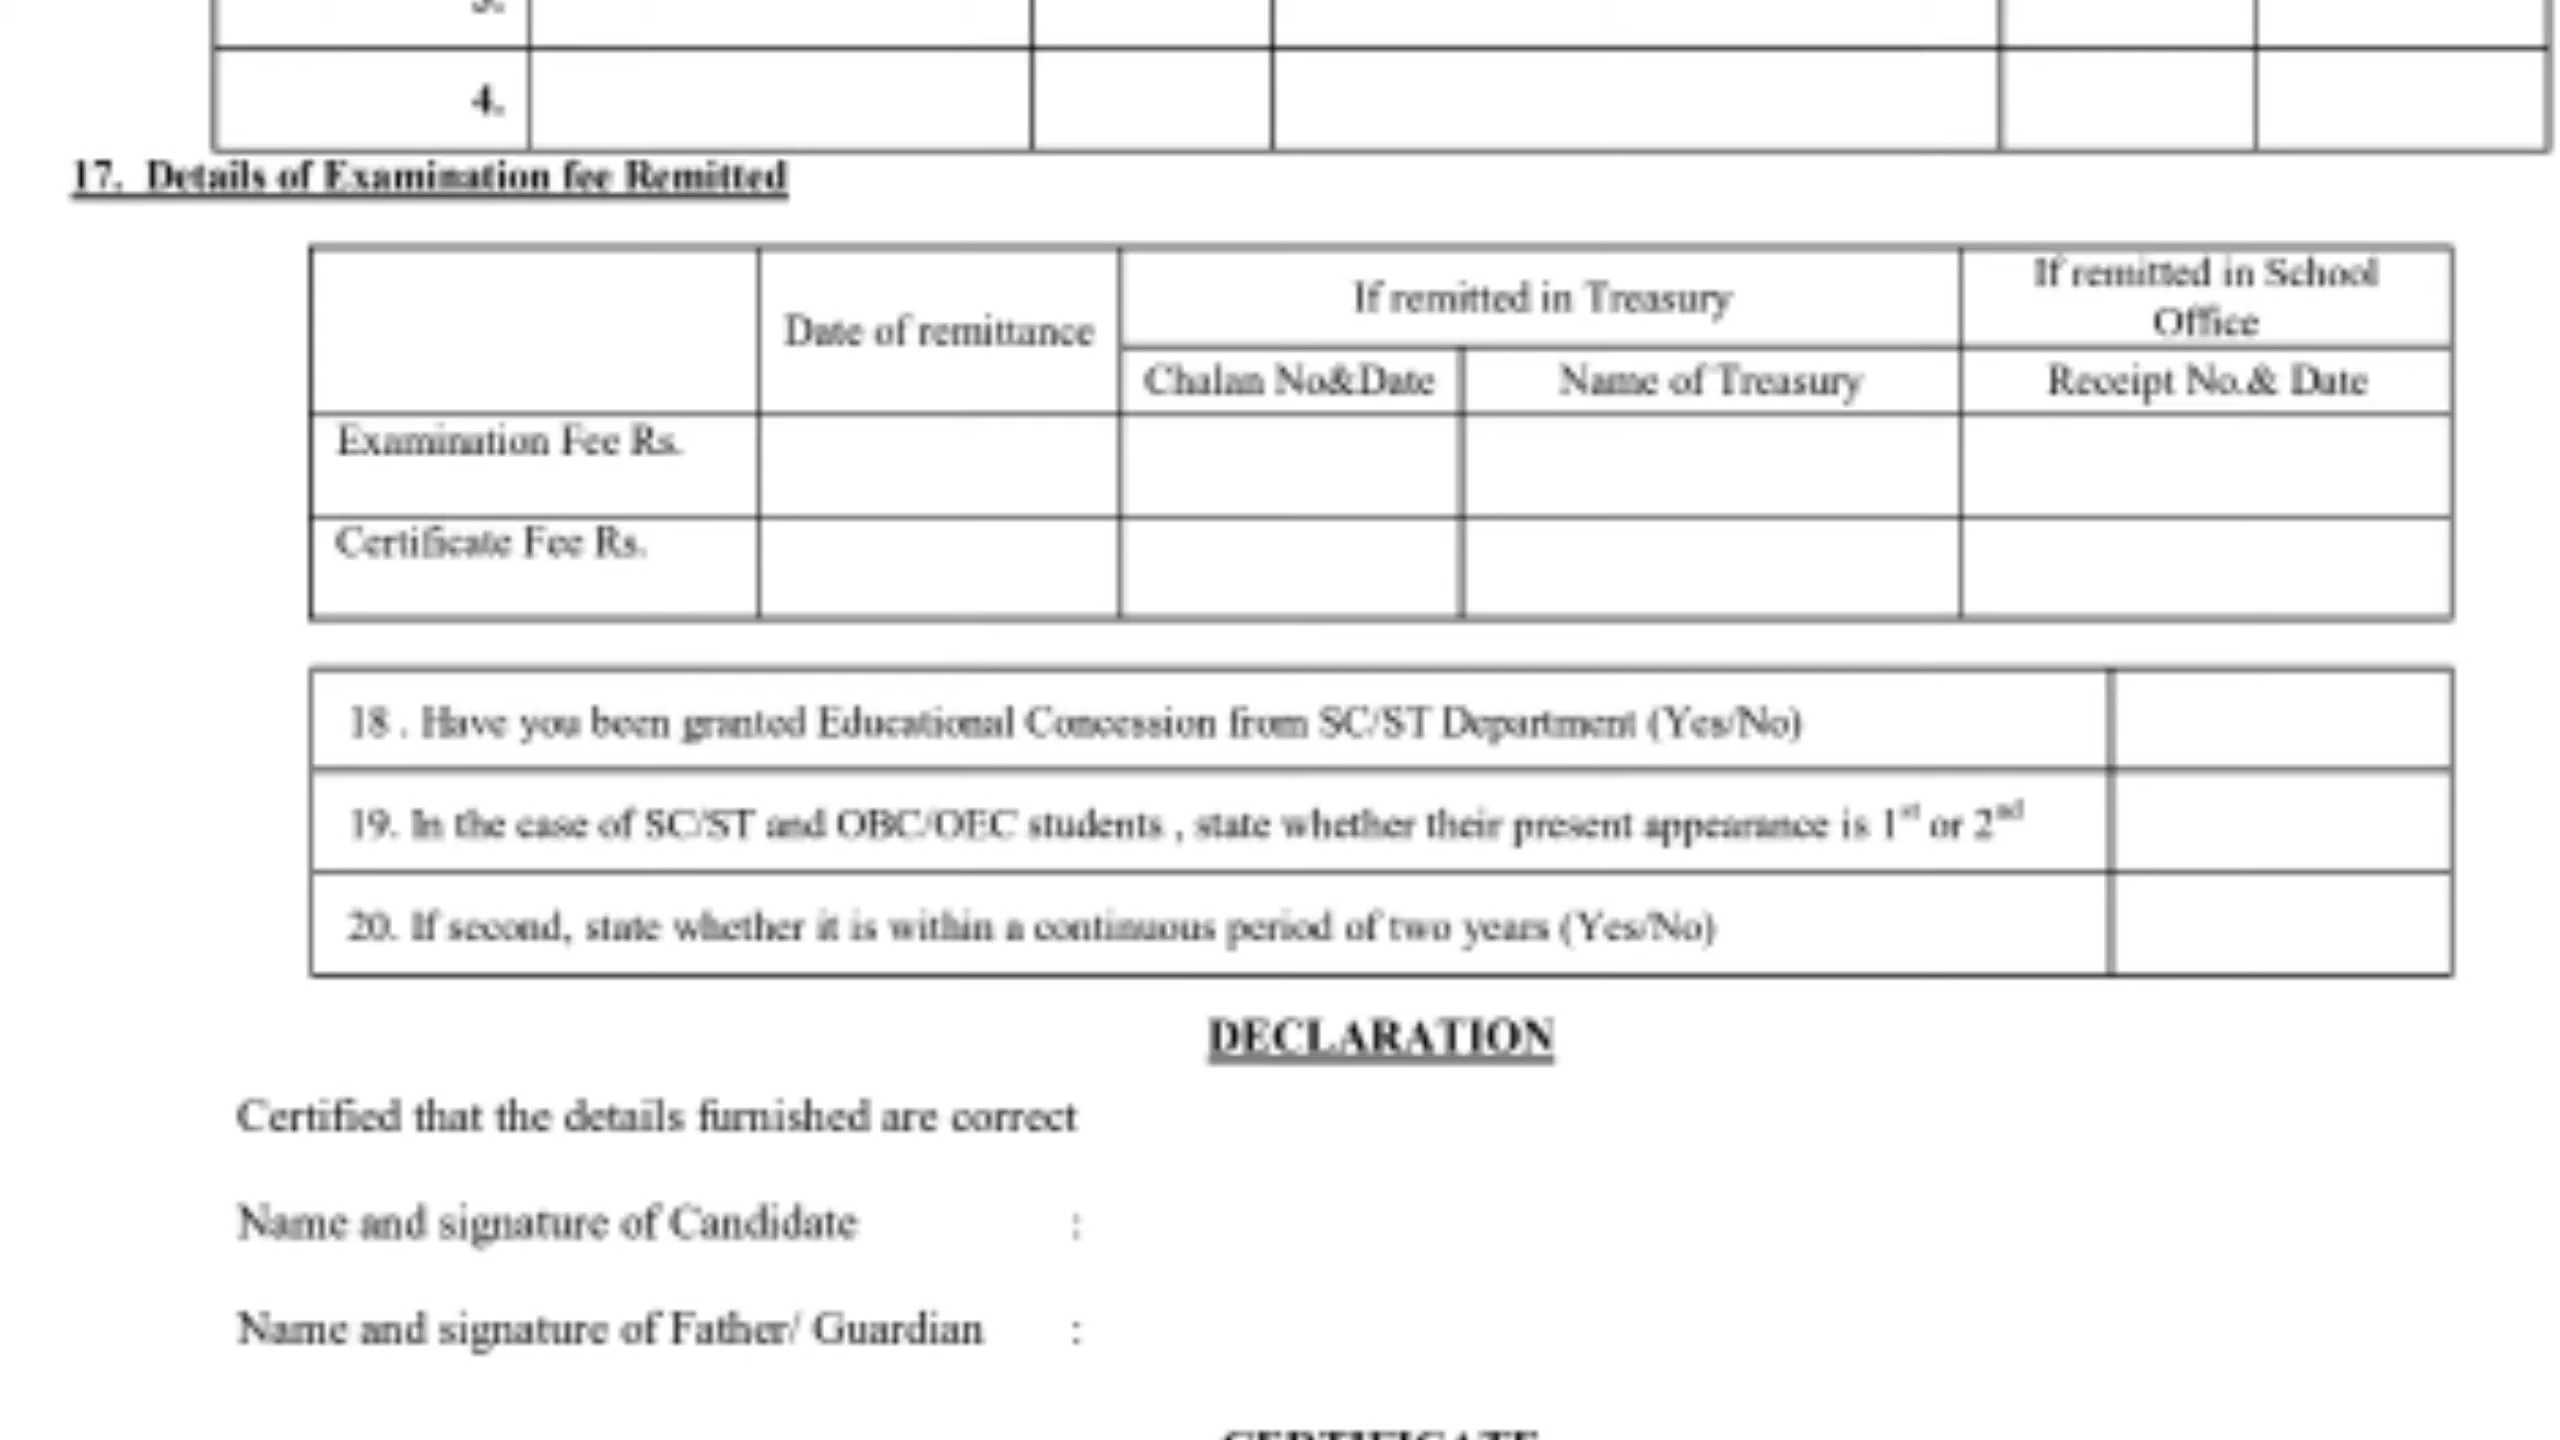 3.
4.
17. Details of Examination fee Remitted
Date of remittance
If remitted in Treasury
If remitted in School
Office
Chalan No&Date
Name of Treasury
Receipt No.& Date
Examination Fee Rs.
Certificate Fee Rs.
18 . Have you been granted Educational Concession from SC/ST Department (Yes/No)
19. In the case of SC/ST and OBC/OEC students , state whether their present appearance is 1st or 2nd
20. If second, state whether it is within a continuous period of two years (Yes/No)
DECLARATION
Certified that the details furnished are correct
Name and signature of Candidate :
Name and signature of Father/ Guardian :
CERTIFICATE